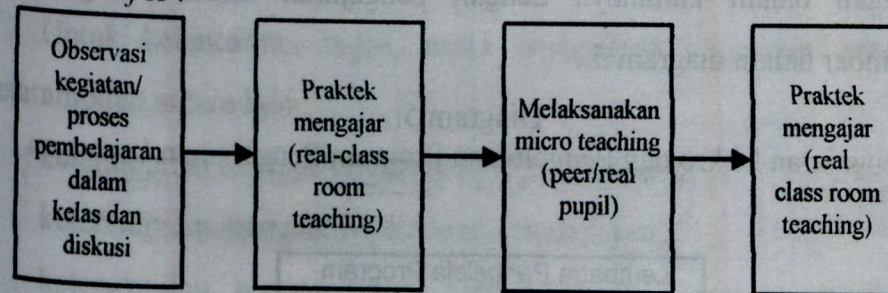 Observasi
kegiatan/
proses
pembelajaran
dalam
kelas dan
diskusi
Praktek
mengajar
(real-class
room
teaching)
Melaksanakan
micro teaching
(peer/real
pupil)
Praktek
mengajar
(real
class room
teaching)